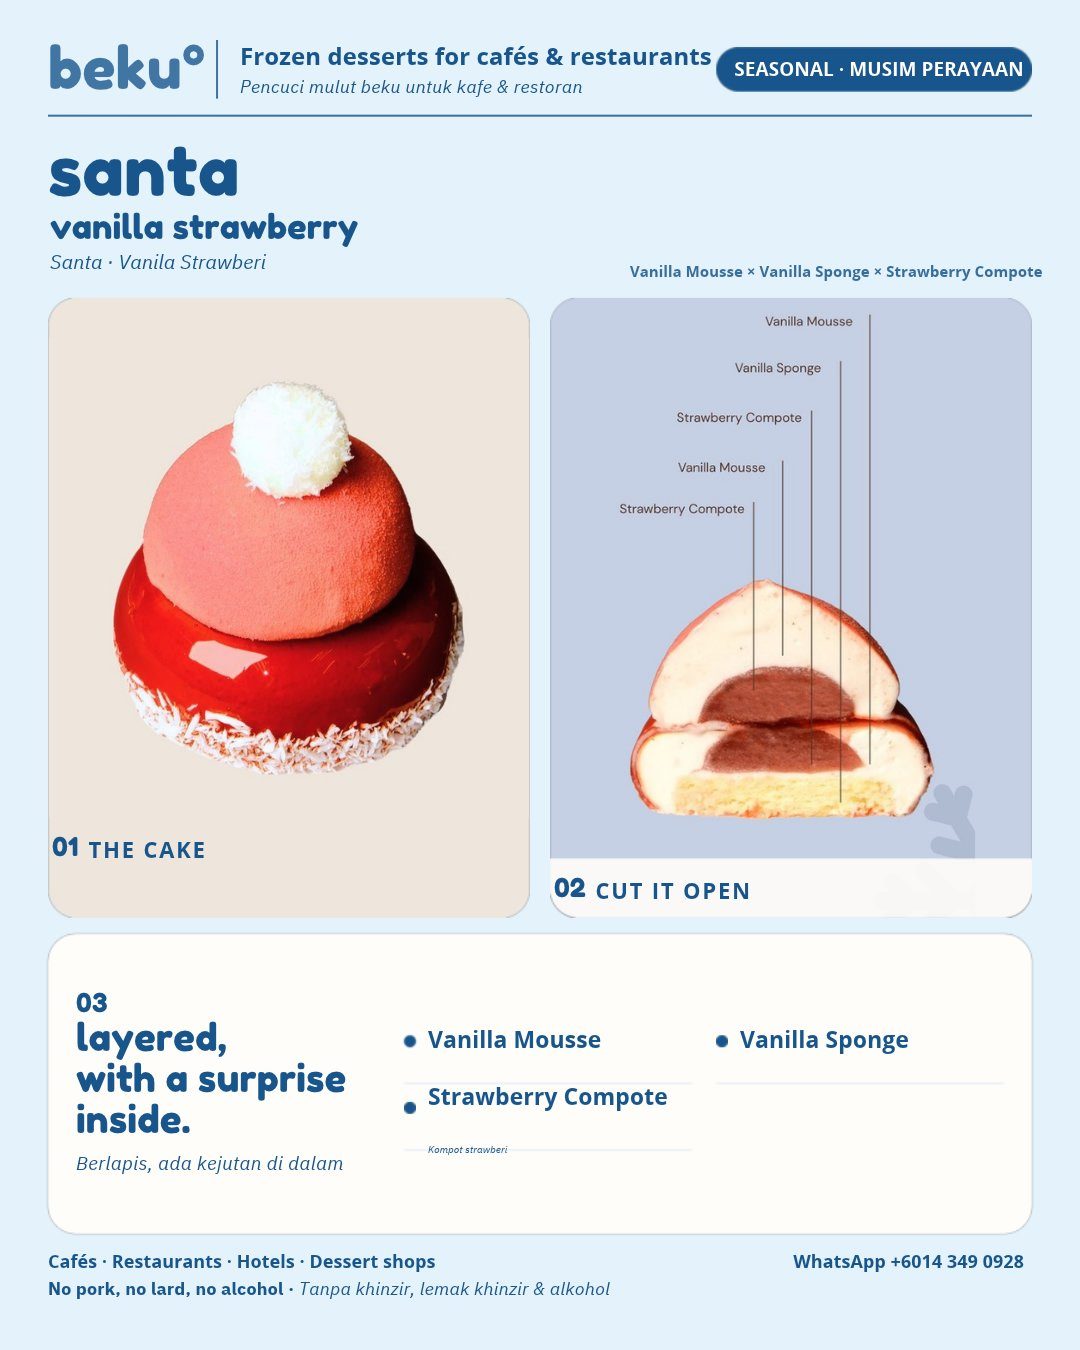 beku°
Frozen desserts for cafés & restaurants
Pencuci mulut beku untuk kafe & restoran
SEASONAL · MUSIM PERAYAAN
santa
vanilla strawberry
Santa · Vanila Strawberi
Vanilla Mousse × Vanilla Sponge × Strawberry Compote
01 THE CAKE
Vanilla Mousse
Vanilla Sponge
Strawberry Compote
Vanilla Mousse
Strawberry Compote
02 CUT IT OPEN
03
layered,
with a surprise
inside.
Berlapis, ada kejutan di dalam
Vanilla Mousse
Vanilla Sponge
Strawberry Compote
Kompot strawberi
Cafés · Restaurants · Hotels · Dessert shops
WhatsApp +6014 349 0928
No pork, no lard, no alcohol · Tanpa khinzir, lemak khinzir & alkohol